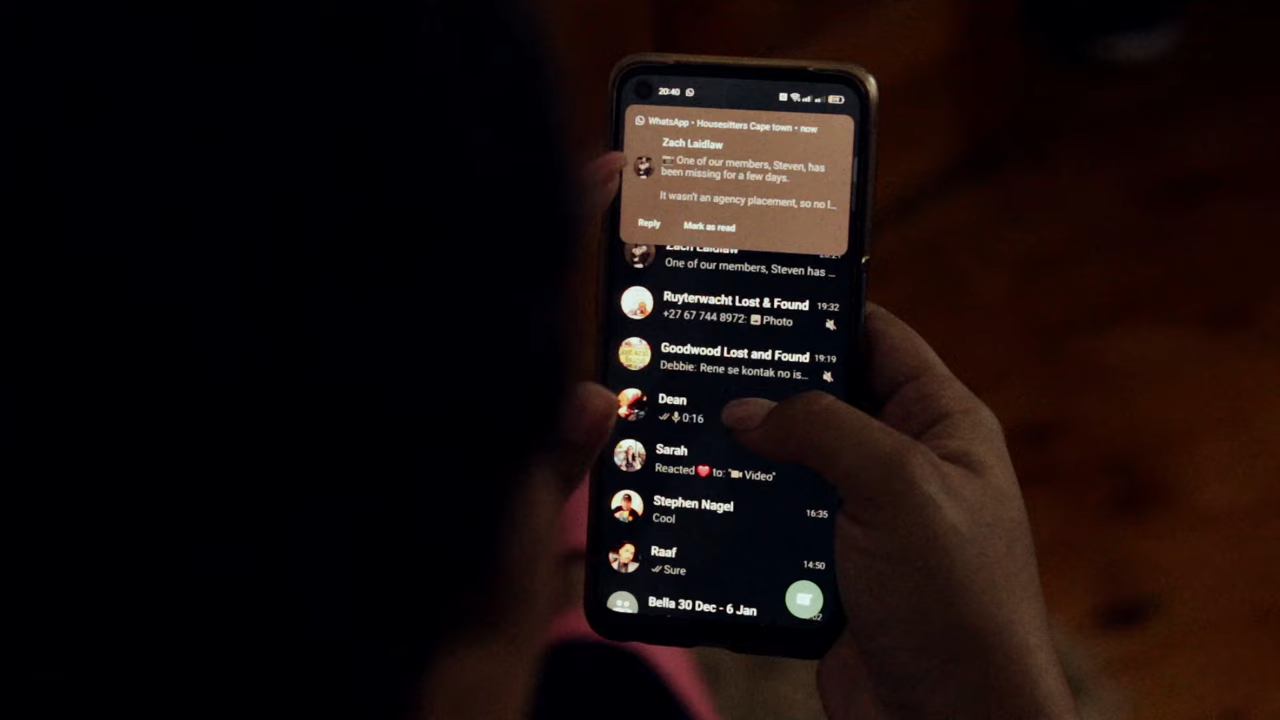 20:40
WhatsApp • Housesitters Cape town • now
Zach Laidlaw
One of our members, Steven, has
been missing for a few days.
It wasn't an agency placement, so no l...
Reply Mark as read
Zach Laidlaw
One of our members, Steven has ...
Ruyterwacht Lost & Found 19:32
+27 67 744 8972: Photo
Goodwood Lost and Found 19:19
Debbie: Rene se kontak no is...
Dean
0:16
Sarah
Reacted ❤️ to: "Video"
Stephen Nagel 16:35
Cool
Raaf 14:50
Sure
Bella 30 Dec - 6 Jan